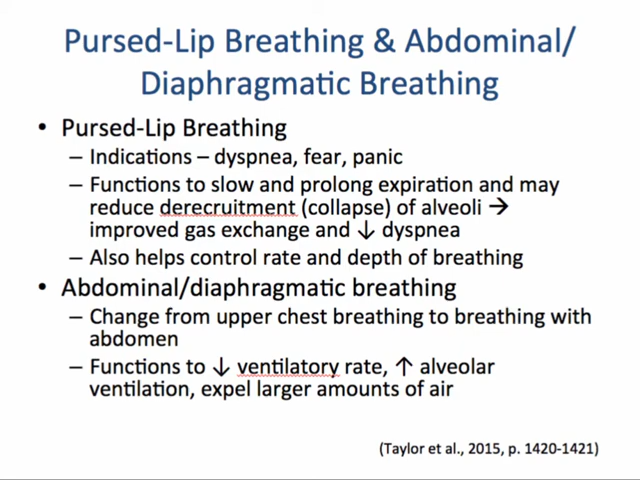 Pursed-Lip Breathing & Abdominal/
Diaphragmatic Breathing
• Pursed-Lip Breathing
– Indications – dyspnea, fear, panic
– Functions to slow and prolong expiration and may
reduce derecruitment (collapse) of alveoli →
improved gas exchange and ↓ dyspnea
– Also helps control rate and depth of breathing
• Abdominal/diaphragmatic breathing
– Change from upper chest breathing to breathing with
abdomen
– Functions to ↓ ventilatory rate, ↑ alveolar
ventilation, expel larger amounts of air
(Taylor et al., 2015, p. 1420-1421)